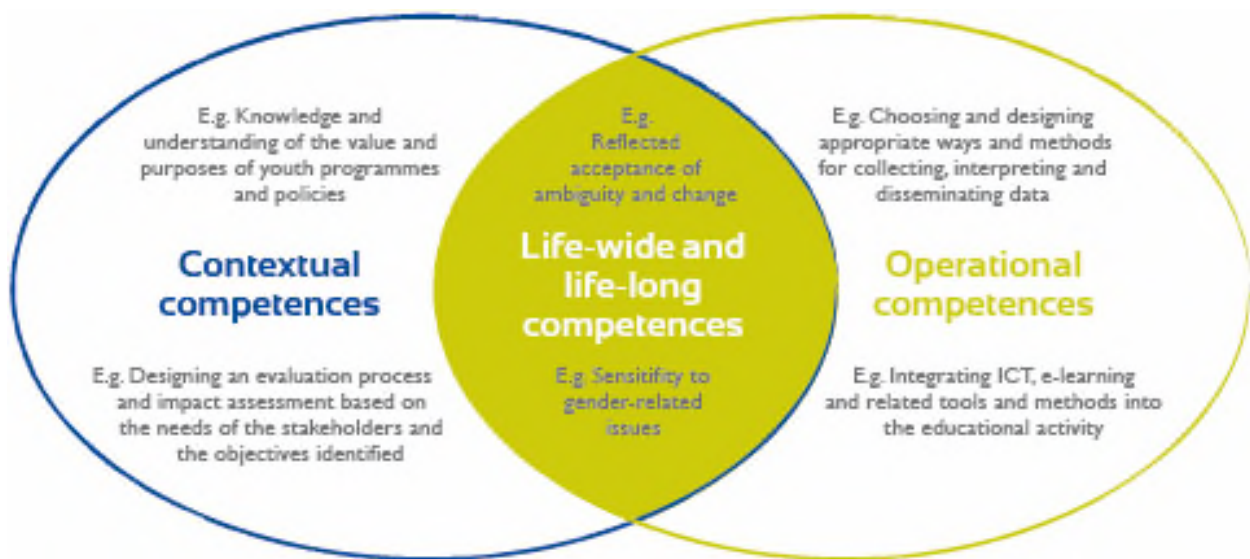 E.g. Knowledge and
understanding of the value and
purposes of youth programmes
and policies
Contextual
competences
E.g. Designing an evaluation process
and impact assessment based on
the needs of the stakeholders and
the objectives identified
E.g.
Reflected
acceptance of
ambiguity and change
Life-wide and
life-long
competences
E.g. Sensitifity to
gender-related
issues
E.g. Choosing and designing
appropriate ways and methods
for collecting, interpreting and
disseminating data
Operational
competences
E.g. Integrating ICT, e-learning
and related tools and methods into
the educational activity